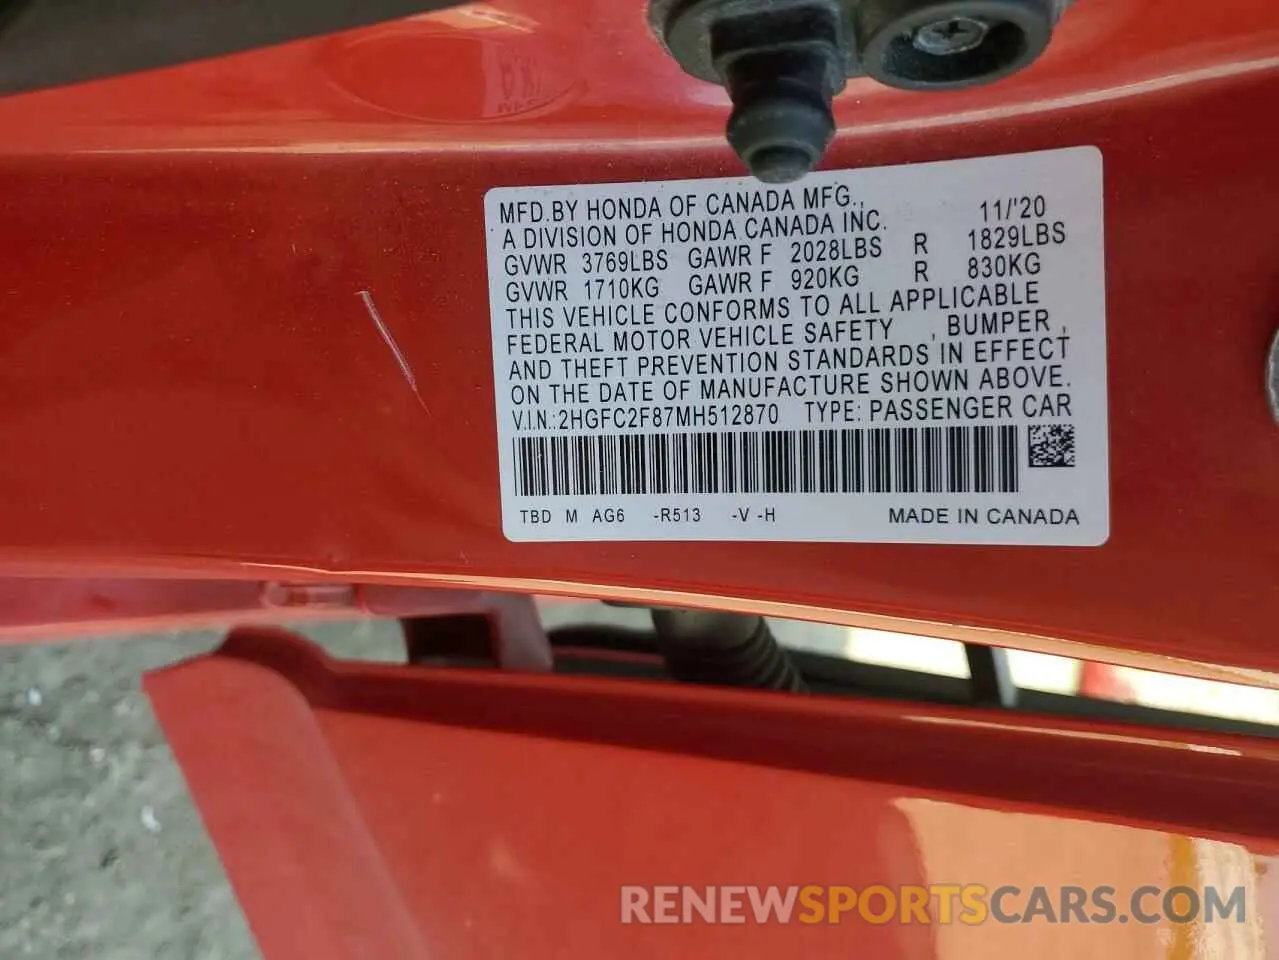 MFD.BY HONDA OF CANADA MFG., 11/'20
A DIVISION OF HONDA CANADA INC.
GVWR 3769LBS GAWR F 2028LBS R 1829LBS
GVWR 1710KG GAWR F 920KG R 830KG
THIS VEHICLE CONFORMS TO ALL APPLICABLE
FEDERAL MOTOR VEHICLE SAFETY , BUMPER,
AND THEFT PREVENTION STANDARDS IN EFFECT
ON THE DATE OF MANUFACTURE SHOWN ABOVE.
V.I.N.:2HGFC2F87MH512870 TYPE: PASSENGER CAR
TBD M AG6 -R513 -V -H MADE IN CANADA
RENEWSPORTSCARS.COM